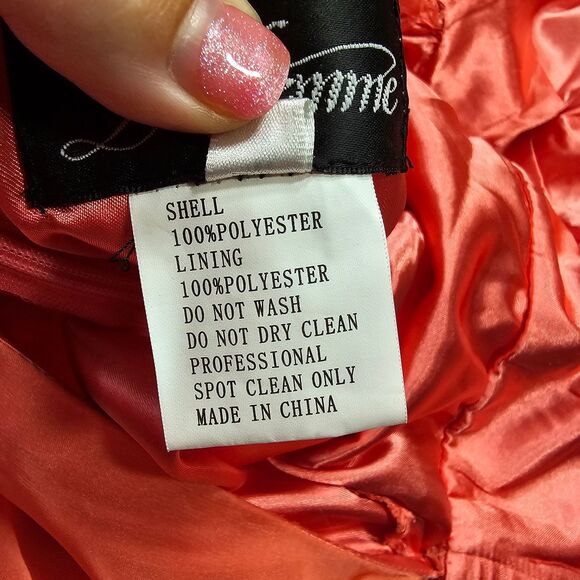 SHELL
100%POLYESTER
LINING
100%POLYESTER
DO NOT WASH
DO NOT DRY CLEAN
PROFESSIONAL
SPOT CLEAN ONLY
MADE IN CHINA